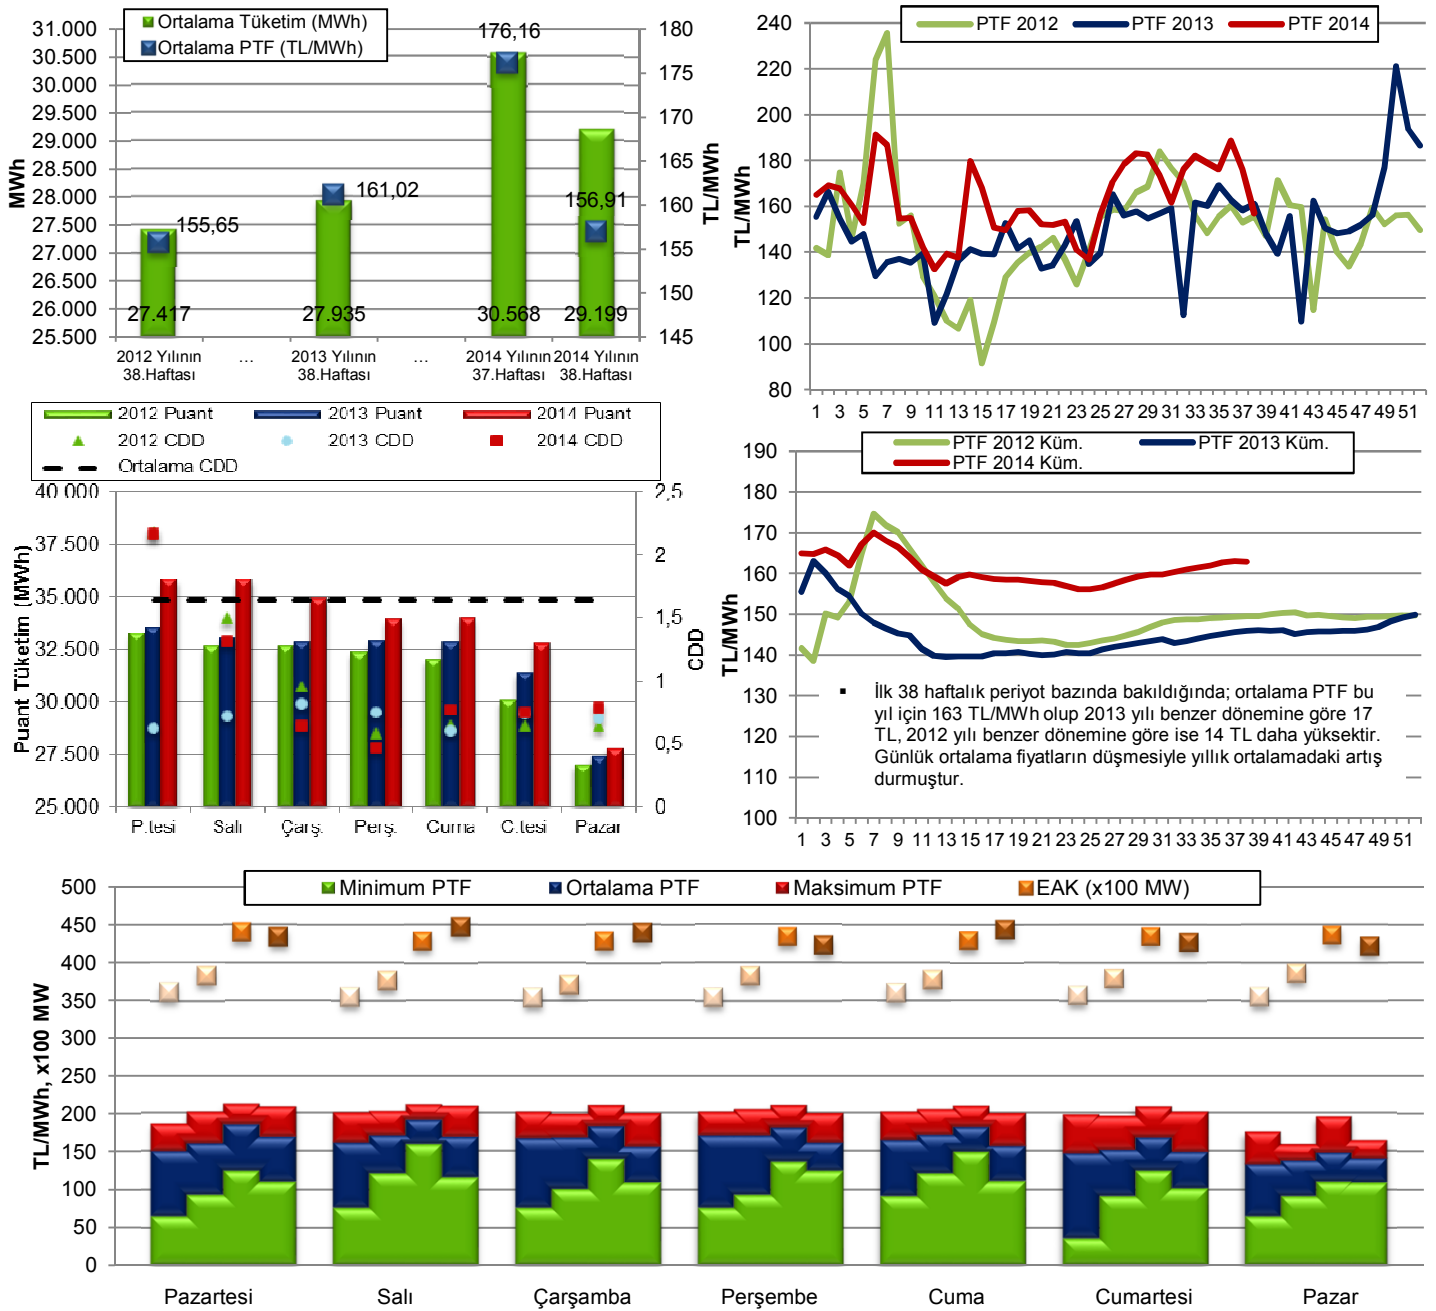 Ortalama Tüketim (MWh)
Ortalama PTF (TL/MWh)
MWh
31.000
30.500
30.000
29.500
29.000
28.500
28.000
27.500
27.000
26.500
26.000
25.500
180
175
170
165
160
155
150
145
TL/MWh
155,65
161,02
176,16
156,91
27.417
27.935
30.568
29.199
2012 Yılının 38.Haftası
...
2013 Yılının 38.Haftası
...
2014 Yılının 37.Haftası
2014 Yılının 38.Haftası
PTF 2012 PTF 2013 PTF 2014
TL/MWh
240
220
200
180
160
140
120
100
80
1 3 5 7 9 11 13 15 17 19 21 23 25 27 29 31 33 35 37 39 41 43 45 47 49 51
2012 Puant 2013 Puant 2014 Puant
2012 CDD 2013 CDD 2014 CDD
Ortalama CDD
Puant Tüketim (MWh)
40.000
37.500
35.000
32.500
30.000
27.500
25.000
2,5
2
1,5
1
0,5
0
CDD
P.tesi Salı Çarş. Perş. Cuma C.tesi Pazar
PTF 2012 Küm. PTF 2013 Küm.
PTF 2014 Küm.
TL/MWh
190
180
170
160
150
140
130
120
110
100
▪ İlk 38 haftalık periyot bazında bakıldığında; ortalama PTF bu
yıl için 163 TL/MWh olup 2013 yılı benzer dönemine göre 17
TL, 2012 yılı benzer dönemine göre ise 14 TL daha yüksektir.
Günlük ortalama fiyatların düşmesiyle yıllık ortalamadaki artış
durmuştur.
1 3 5 7 9 11 13 15 17 19 21 23 25 27 29 31 33 35 37 39 41 43 45 47 49 51
Minimum PTF Ortalama PTF Maksimum PTF EAK (x100 MW)
TL/MWh, x100 MW
500
450
400
350
300
250
200
150
100
50
0
Pazartesi Salı Çarşamba Perşembe Cuma Cumartesi Pazar